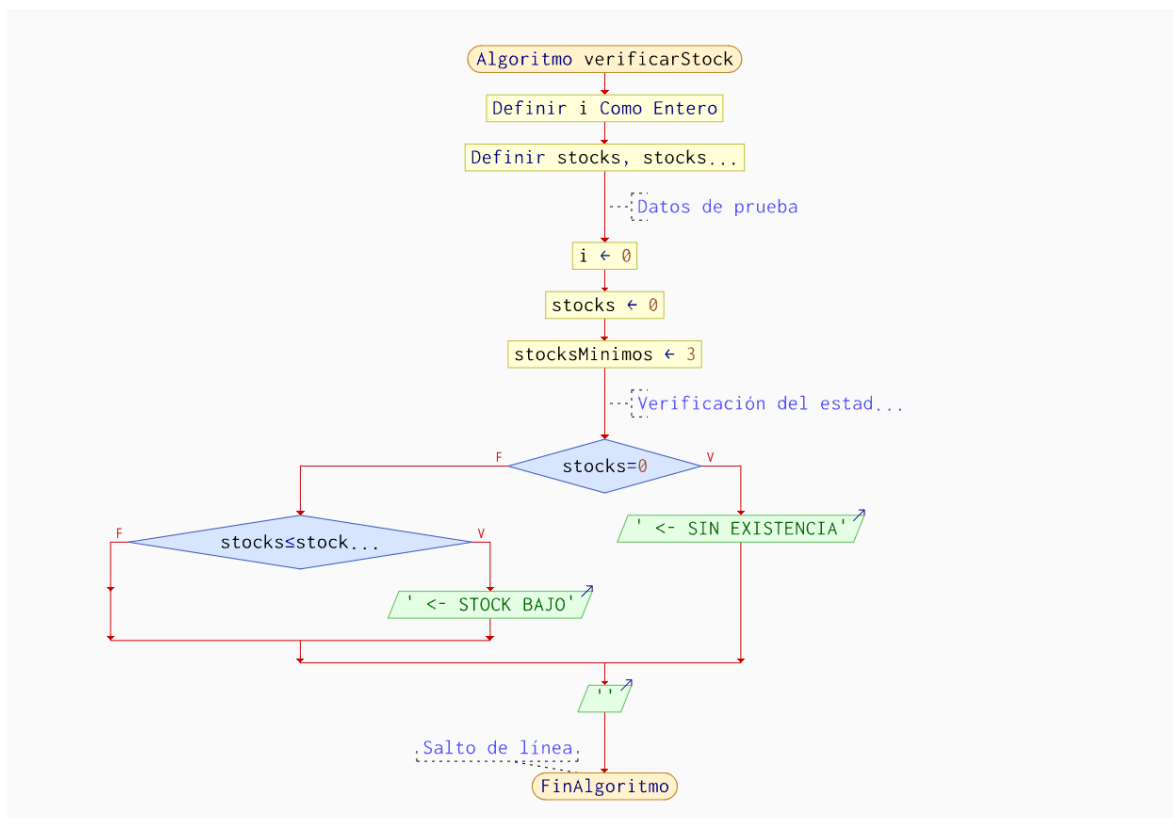 Algoritmo verificarStock
Definir i Como Entero
Definir stocks, stocks...
Datos de prueba
i ← 0
stocks ← 0
stocksMinimos ← 3
Verificación del estad...
F
stocks=0
V
F
stocks≤stock...
V
' <- SIN EXISTENCIA'
' <- STOCK BAJO'
''
Salto de línea
FinAlgoritmo